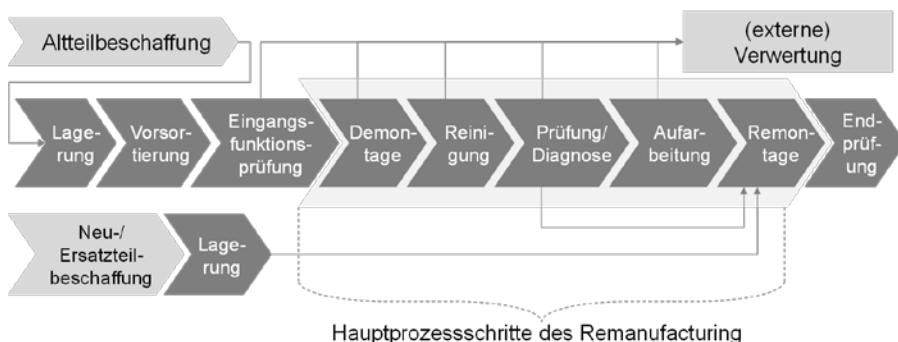 Altteilbeschaffung
(externe)
Verwertung
Lage-
rung
Vorsor-
tierung
Eingangs-
funktions-
prüfung
Demon-
tage
Reini-
gung
Prüfung/
Diagnose
Aufar-
beitung
Remon-
tage
End-
prüf-
ung
Neu-/
Ersatzteil-
beschaffung
Lage-
rung
Hauptprozessschritte des Remanufacturing